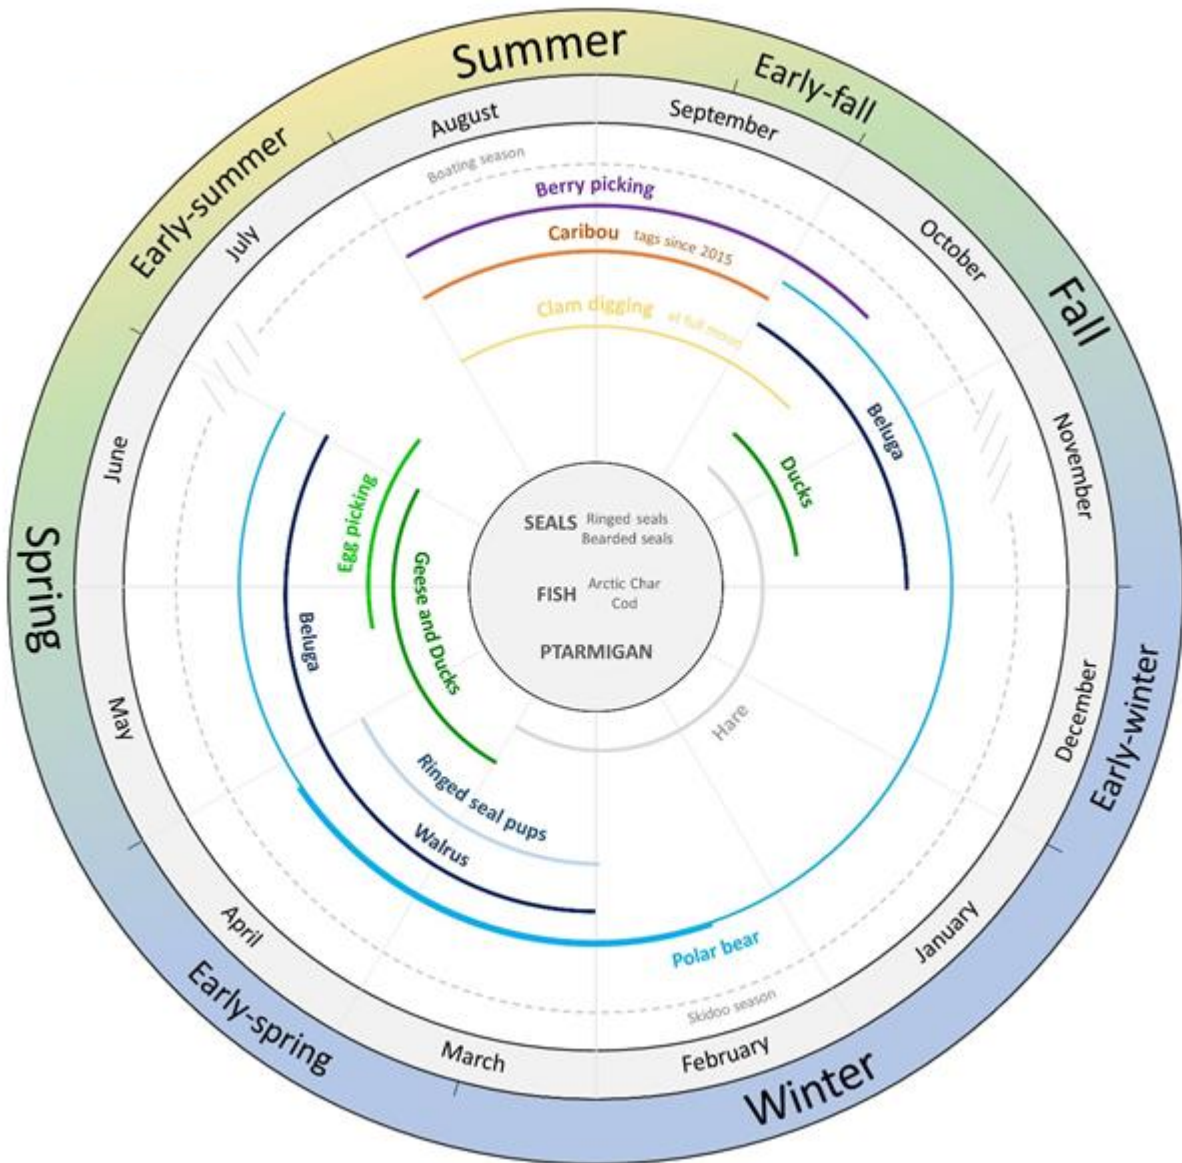 Summer
Early-fall
Fall
Early-winter
Winter
Early-spring
Spring
Early-summer
August
September
October
November
December
January
February
March
April
May
June
July
Boating season
Berry picking
Caribou tags since 2015
Clam digging at full moon
Beluga
Ducks
Egg picking
Geese and Ducks
Beluga
SEALS Ringed seals
Bearded seals
FISH Arctic Char
Cod
PTARMIGAN
Hare
Ringed seal pups
Walrus
Polar bear
Skidoo season